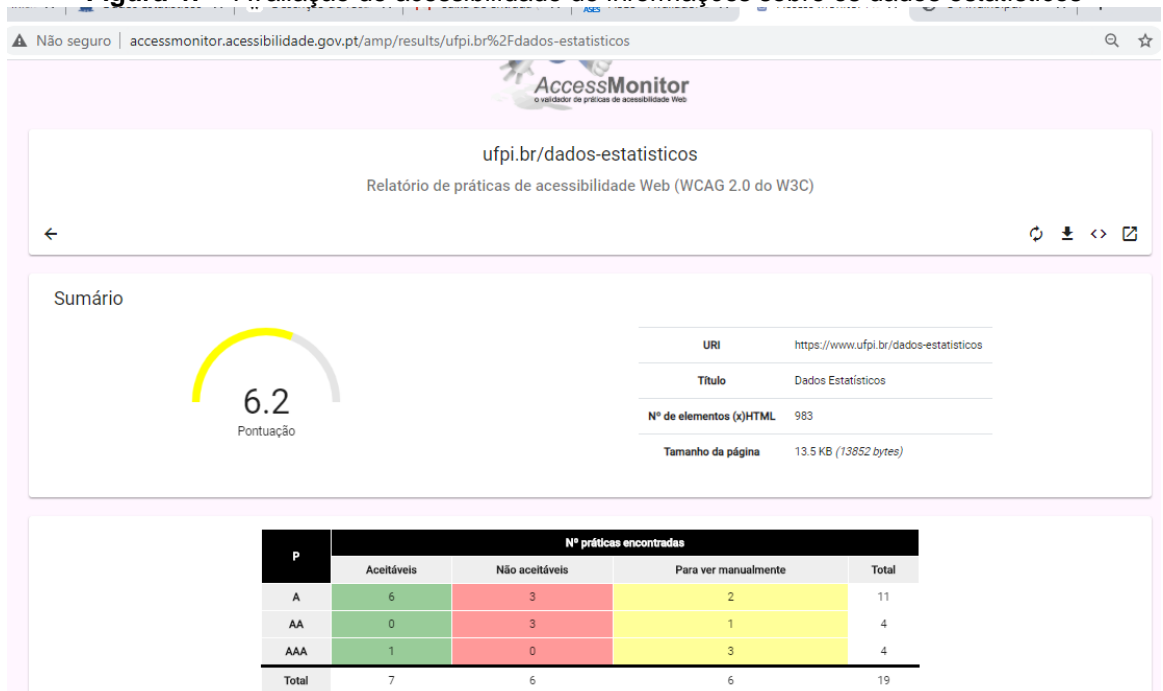 Não seguro | accessmonitor.acessibilidade.gov.pt/amp/results/ufpi.br%2Fdados-estatisticos
AccessMonitor
o validador de práticas de acessibilidade Web
ufpi.br/dados-estatisticos
Relatório de práticas de acessibilidade Web (WCAG 2.0 do W3C)
Sumário
6.2
Pontuação
URI https://www.ufpi.br/dados-estatisticos
Título Dados Estatísticos
Nº de elementos (x)HTML 983
Tamanho da página 13.5 KB (13852 bytes)
P Nº práticas encontradas
Aceitáveis Não aceitáveis Para ver manualmente Total
A 6 3 2 11
AA 0 3 1 4
AAA 1 0 3 4
Total 7 6 6 19